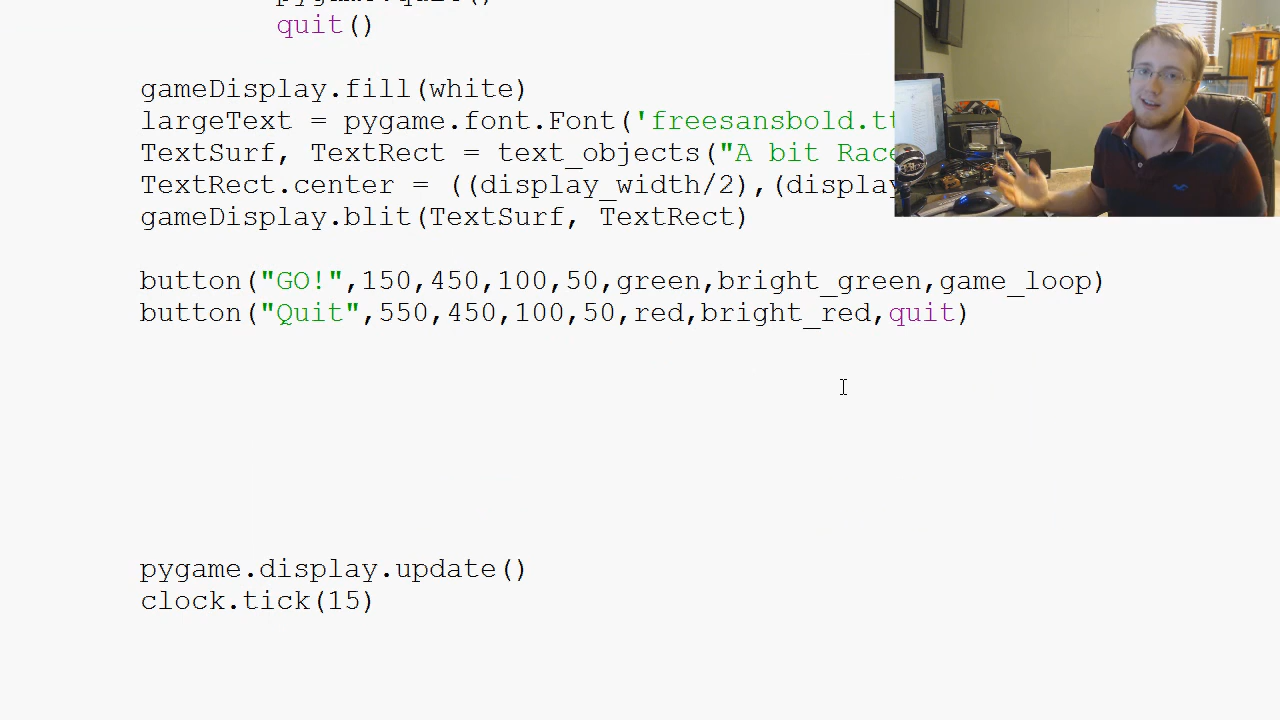 quit()
gameDisplay.fill(white)
largeText = pygame.font.Font('freesansbold.tt
TextSurf, TextRect = text_objects("A bit Race
TextRect.center = ((display_width/2),(display
gameDisplay.blit(TextSurf, TextRect)
button("GO!",150,450,100,50,green,bright_green,game_loop)
button("Quit",550,450,100,50,red,bright_red,quit)
pygame.display.update()
clock.tick(15)